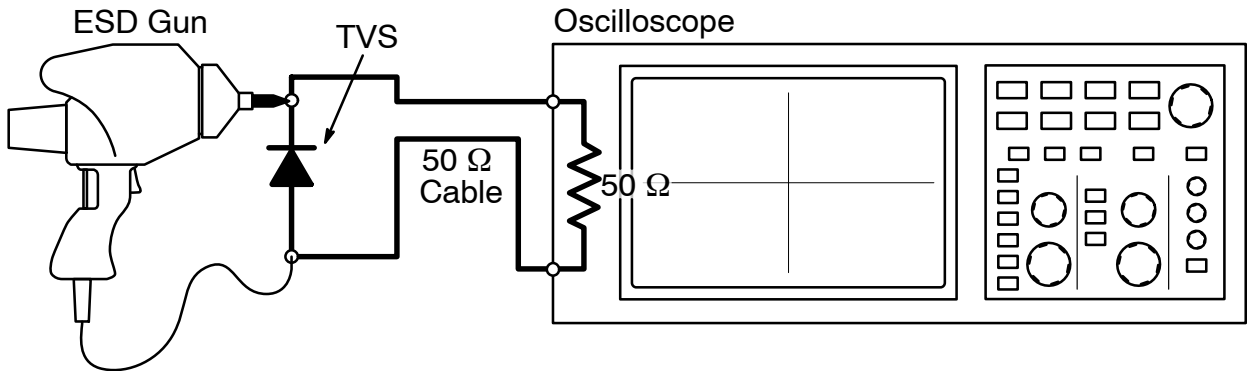 ESD Gun
TVS
Oscilloscope
50 Ω
Cable
50 Ω